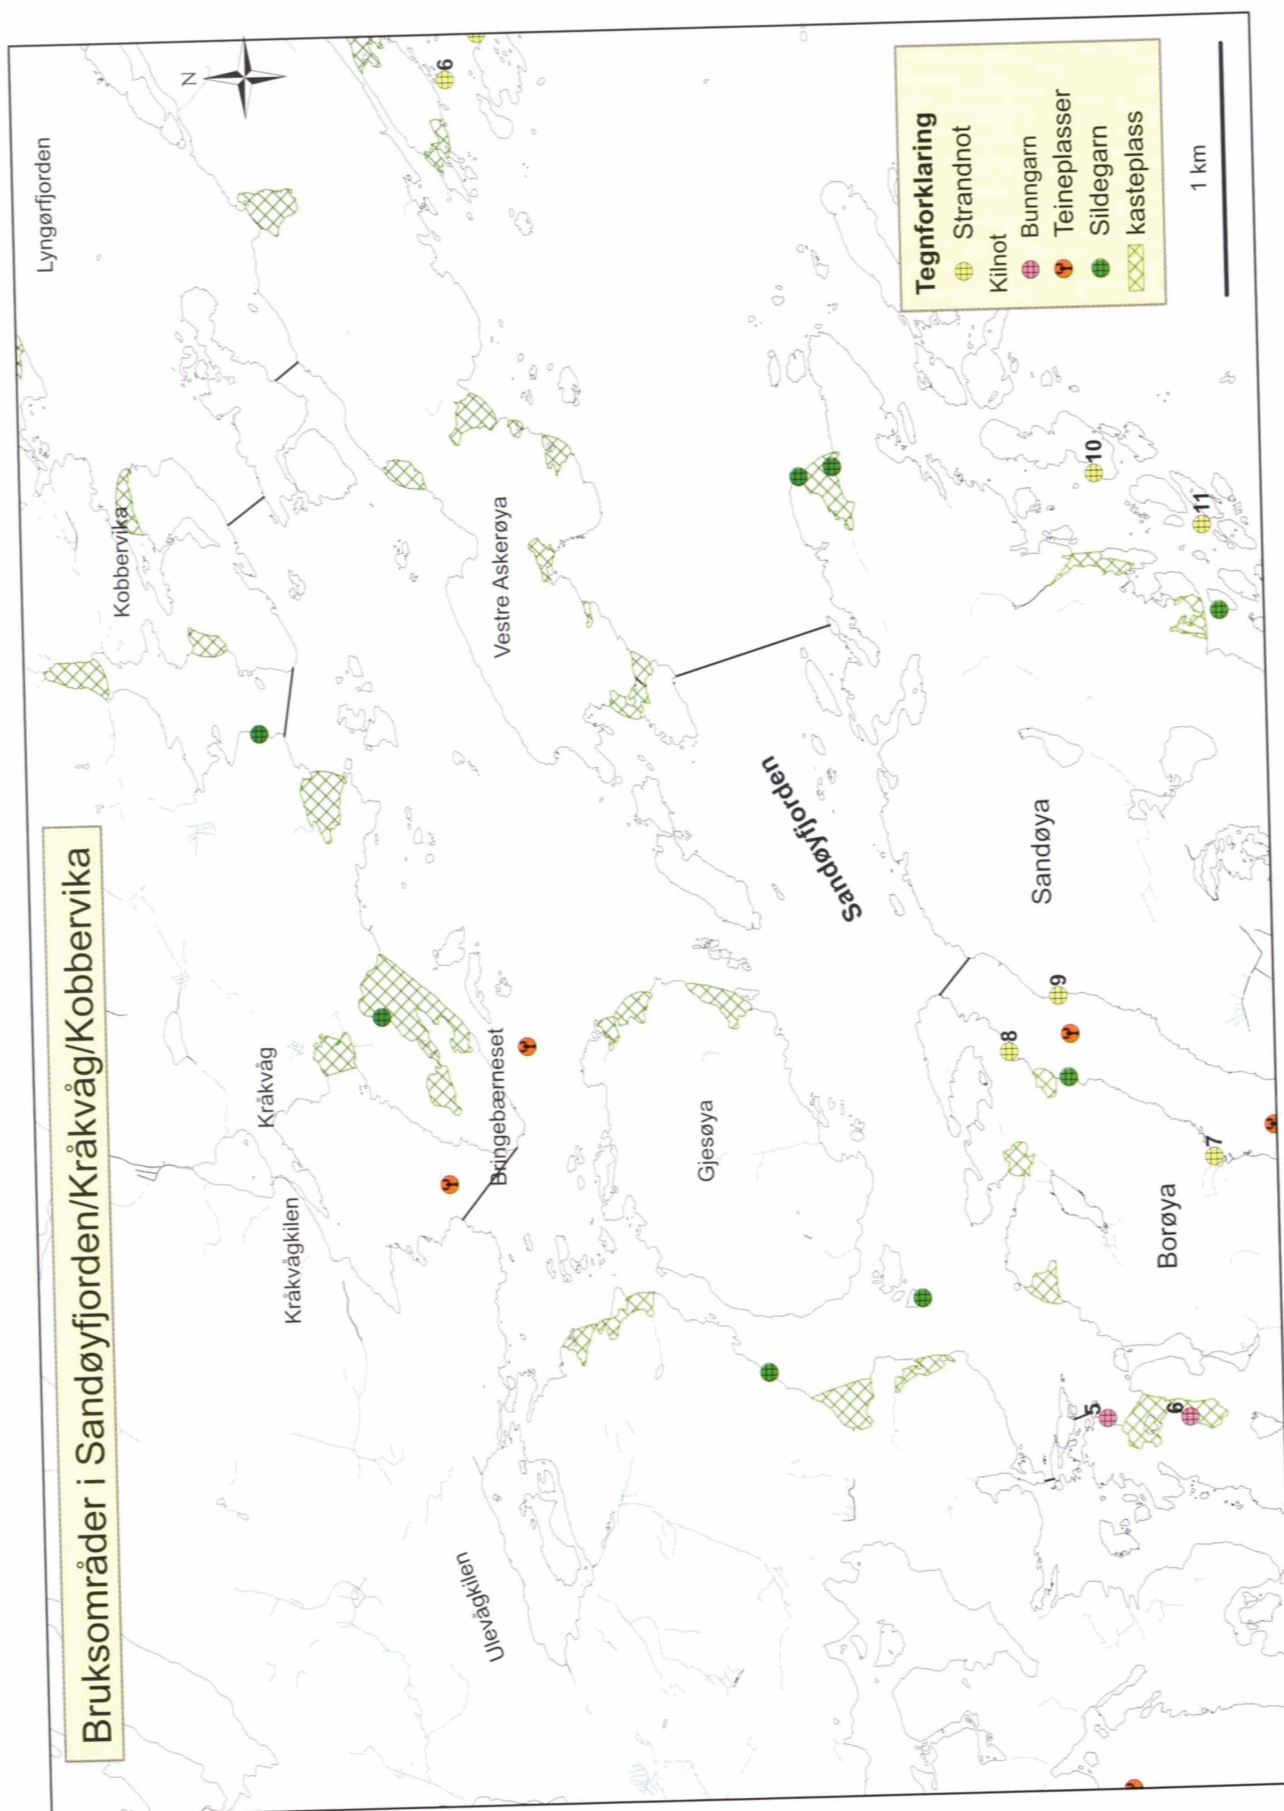 Bruksområder i Sandøyfjorden/Kråkvåg/Kobbervika
Lyngørfjorden
N
Kobbervika
6
Kråkvåg
Kråkvågkilen
Bringebærneset
Vestre Askerøya
Ulevågkilen
Gjesøya
Sandøyfjorden
Sandøya
Borøya
5
6
7
8
9
10
11
Tegnforklaring
Strandnot
Kilnot
Bunngarn
Teineplasser
Sildegarn
kasteplass
1 km